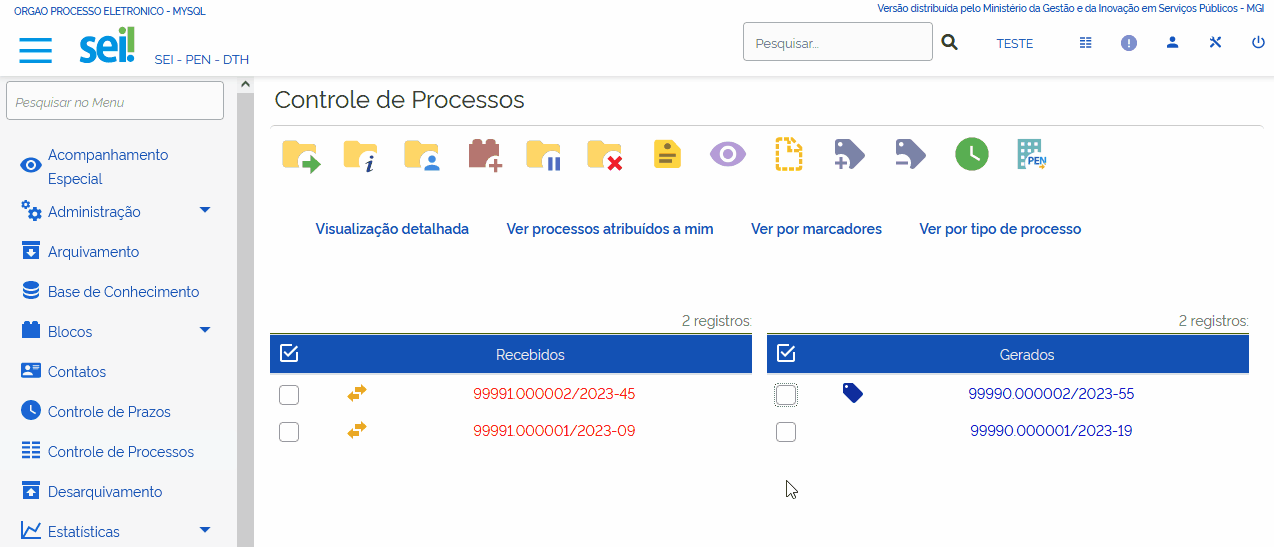 ORGAO PROCESSO ELETRONICO - MYSQL
Versão distribuída pelo Ministério da Gestão e da Inovação em Serviços Públicos - MGI
sei!
SEI - PEN - DTH
Pesquisar...
TESTE
Pesquisar no Menu
Acompanhamento
Especial
Administração
Arquivamento
Base de Conhecimento
Blocos
Contatos
Controle de Prazos
Controle de Processos
Desarquivamento
Estatísticas
Controle de Processos
PEN
Visualização detalhada
Ver processos atribuídos a mim
Ver por marcadores
Ver por tipo de processo
2 registros:
Recebidos
99991.000002/2023-45
99991.000001/2023-09
2 registros:
Gerados
99990.000002/2023-55
99990.000001/2023-19